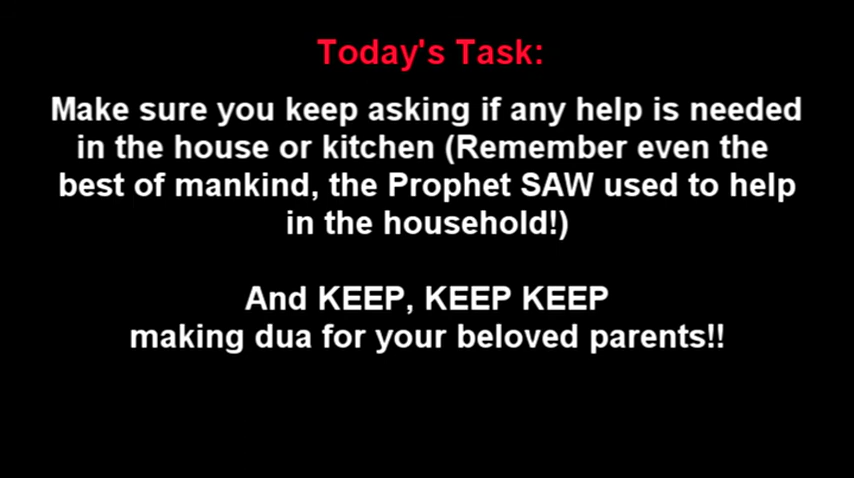 Today's Task:
Make sure you keep asking if any help is needed
in the house or kitchen (Remember even the
best of mankind, the Prophet SAW used to help
in the household!)
And KEEP, KEEP KEEP
making dua for your beloved parents!!